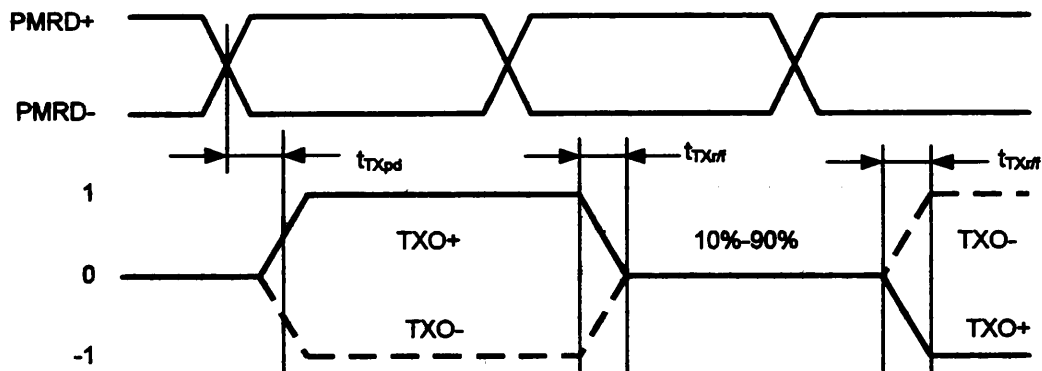 PMRD+
PMRD-
tTXpd
tTXr/f
tTXr/f
1
TXO+
10%-90%
TXO-
0
TXO-
TXO+
-1